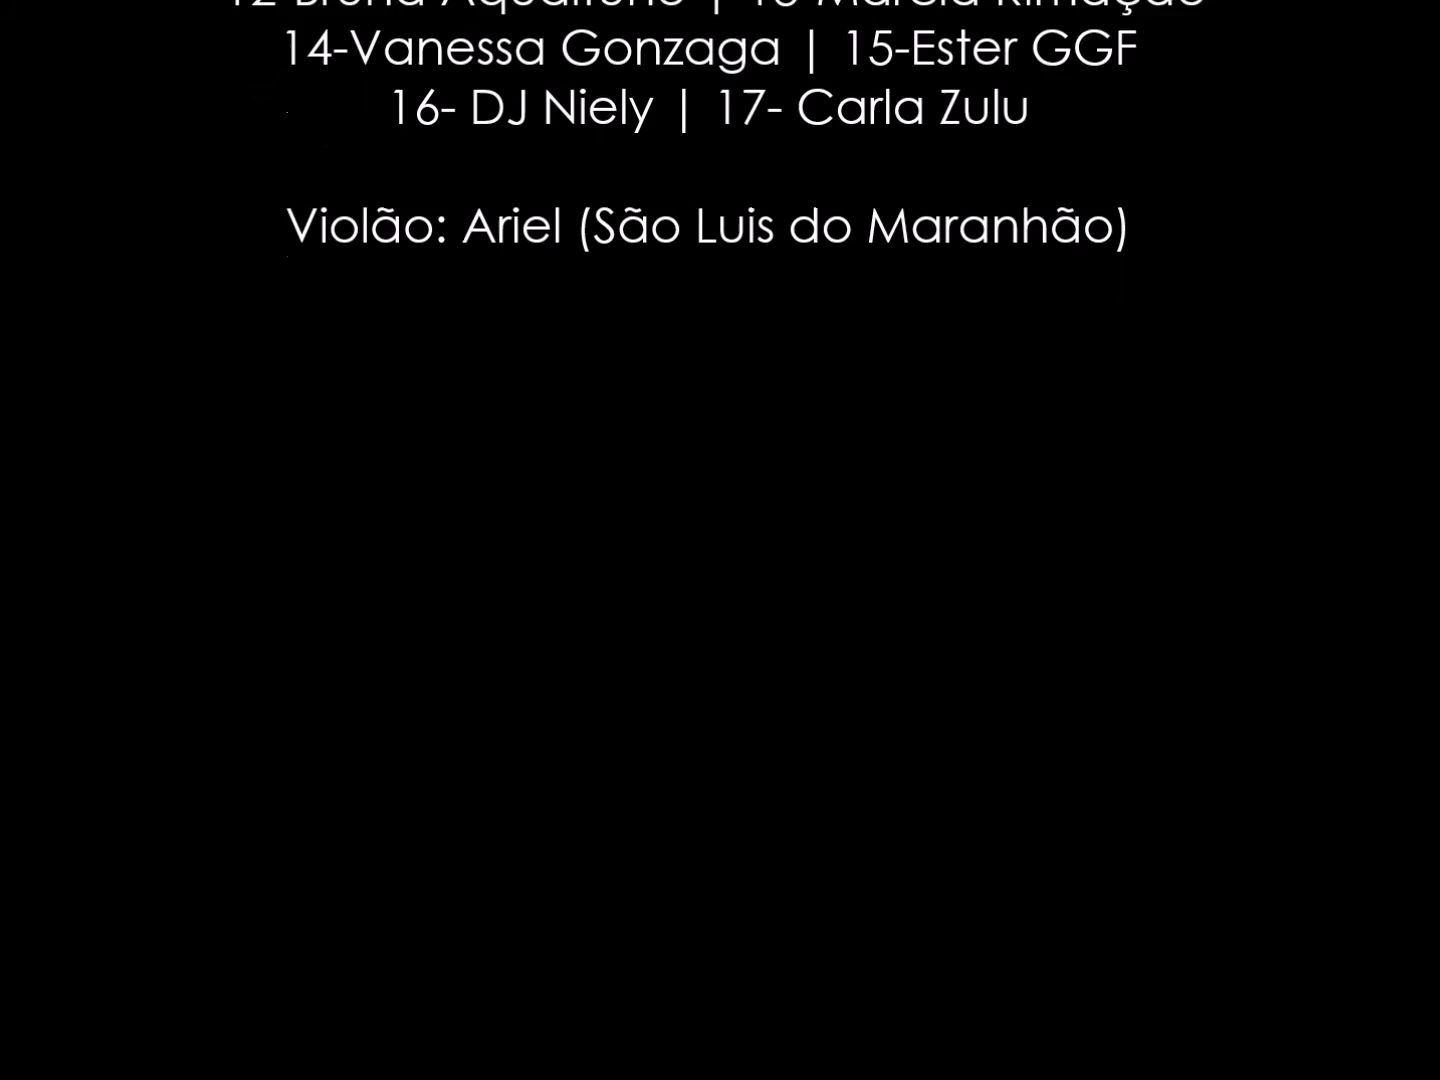 14-Vanessa Gonzaga | 15-Ester GGF
16- DJ Niely | 17- Carla Zulu
Violão: Ariel (São Luis do Maranhão)